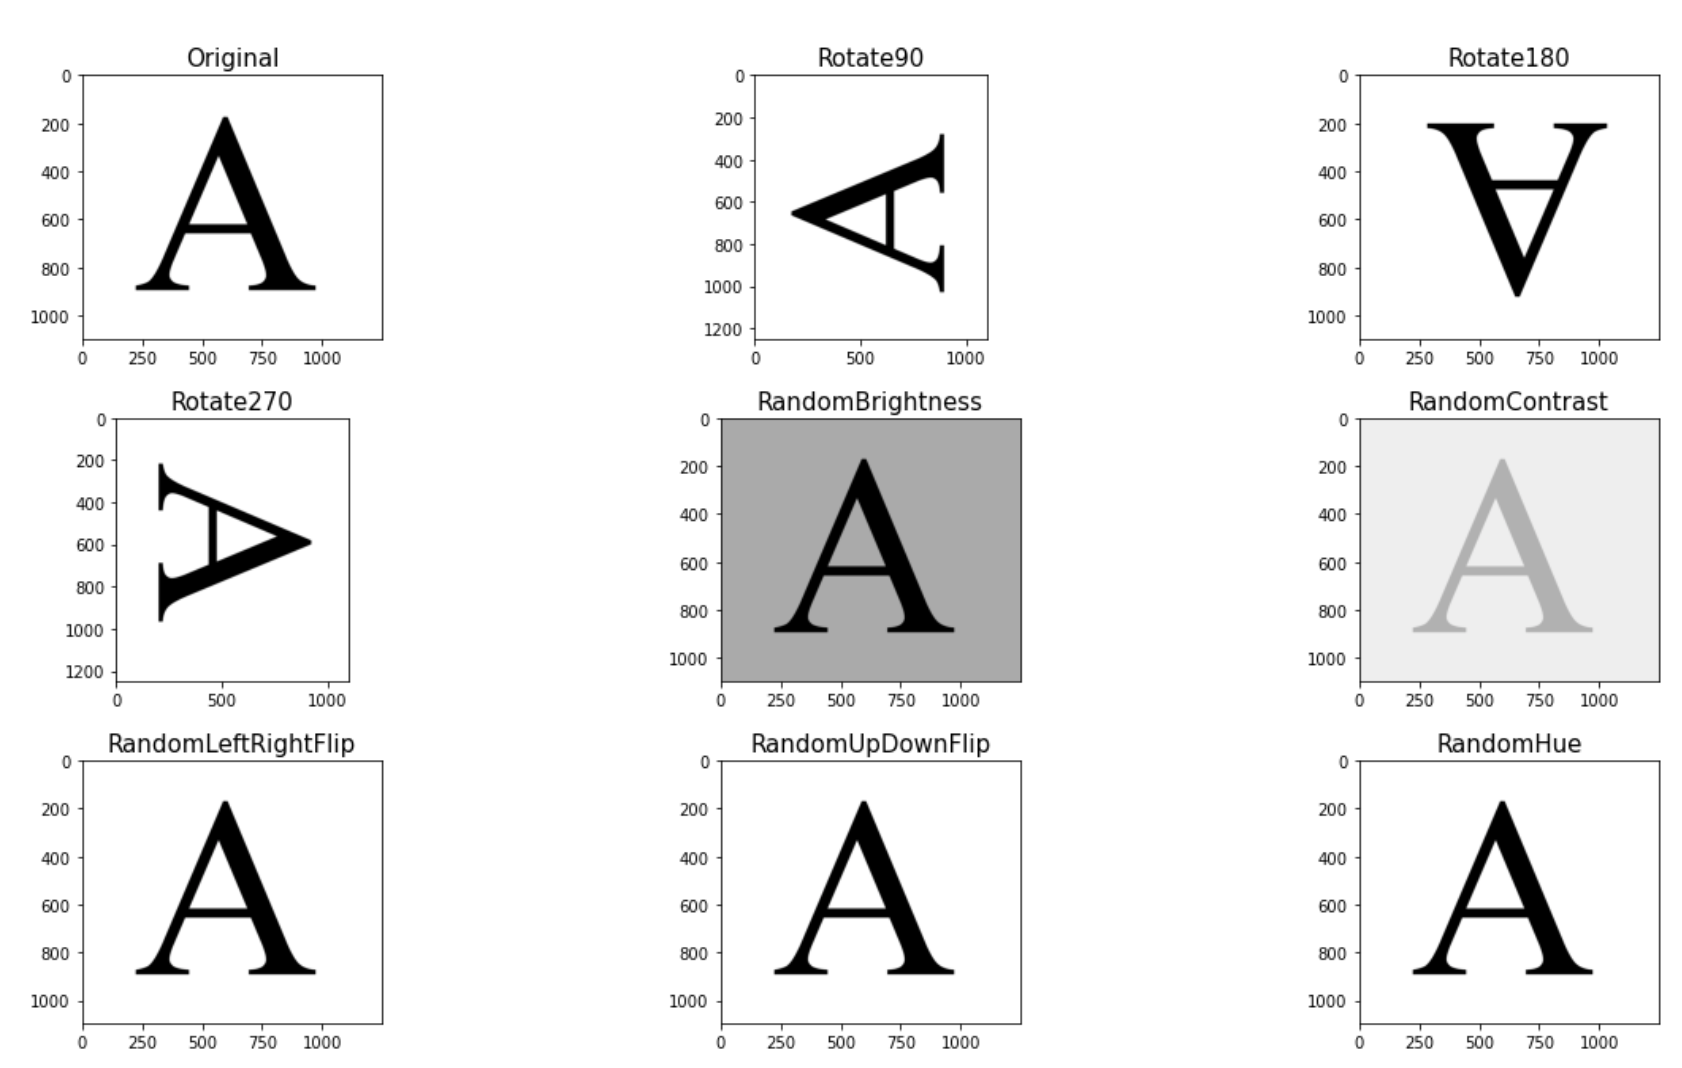 Original
0
200
400
600
800
1000
0 250 500 750 1000
A
Rotate90
0
200
400
600
800
1000
1200
0 500 1000
A
Rotate180
0
200
400
600
800
1000
0 250 500 750 1000
A
Rotate270
0
200
400
600
800
1000
1200
0 500 1000
A
RandomBrightness
0
200
400
600
800
1000
0 250 500 750 1000
A
RandomContrast
0
200
400
600
800
1000
0 250 500 750 1000
A
RandomLeftRightFlip
0
200
400
600
800
1000
0 250 500 750 1000
A
RandomUpDownFlip
0
200
400
600
800
1000
0 250 500 750 1000
A
RandomHue
0
200
400
600
800
1000
0 250 500 750 1000
A